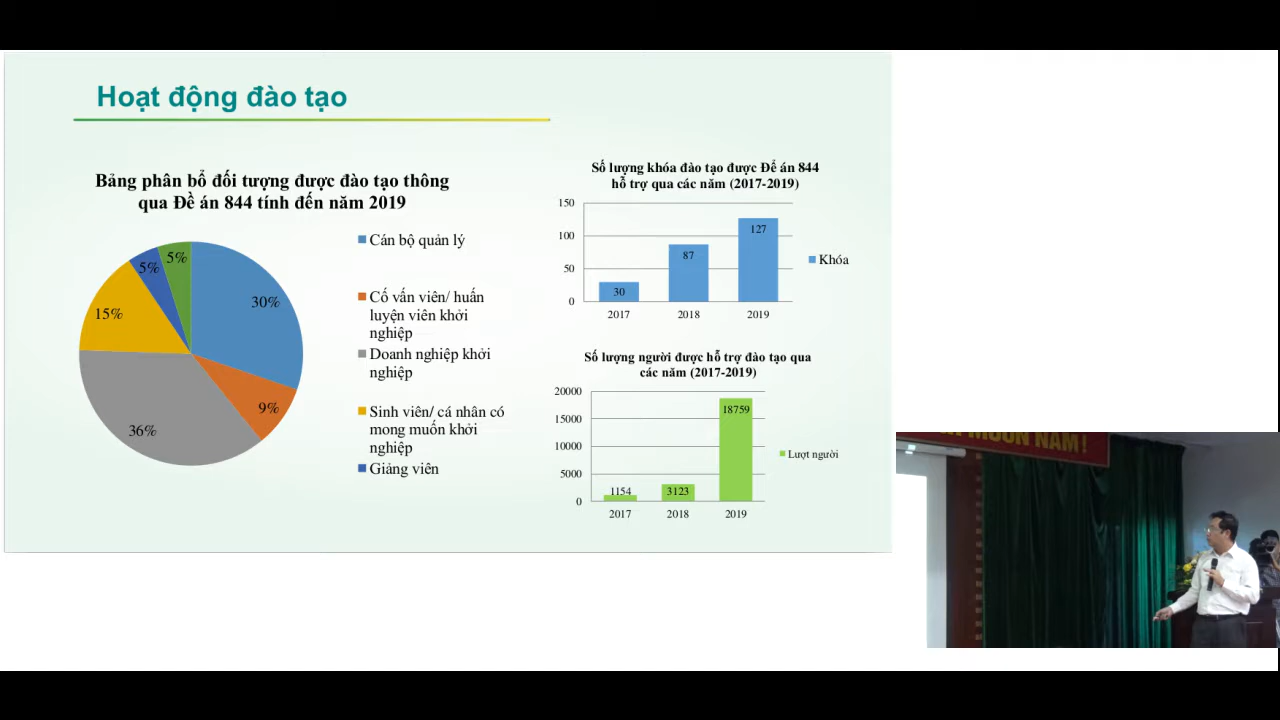 Hoạt động đào tạo
Bảng phân bổ đối tượng được đào tạo thông
qua Đề án 844 tính đến năm 2019
5%
5%
30%
15%
9%
36%
Cán bộ quản lý
Cố vấn viên/ huấn
luyện viên khởi
nghiệp
Doanh nghiệp khởi
nghiệp
Sinh viên/ cá nhân có
mong muốn khởi
nghiệp
Giảng viên
Số lượng khóa đào tạo được Đề án 844
hỗ trợ qua các năm (2017-2019)
150
100
50
0
30
87
127
2017
2018
2019
Khóa
Số lượng người được hỗ trợ đào tạo qua
các năm (2017-2019)
20000
15000
10000
5000
0
1154
3123
18759
2017
2018
2019
Lượt người
MUÔN NĂM!